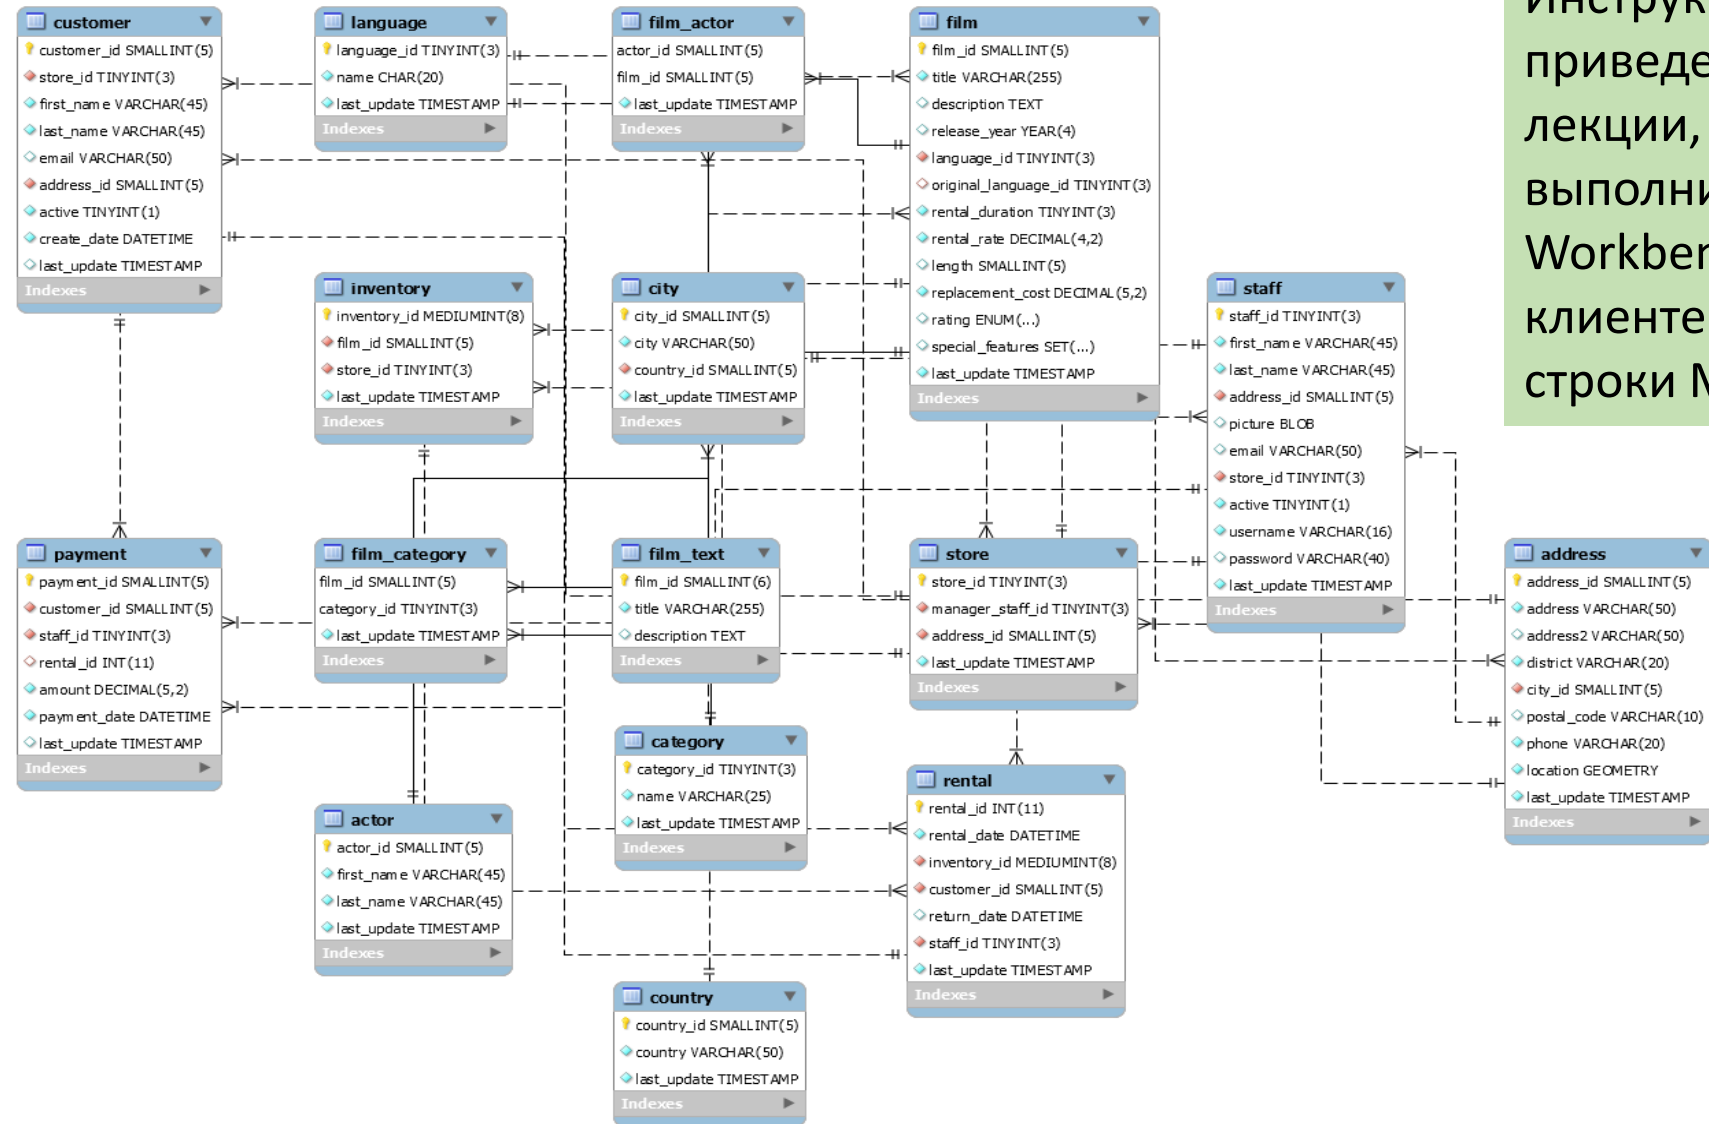 customer
customer_id SMALLINT(5)
store_id TINYINT(3)
first_name VARCHAR(45)
last_name VARCHAR(45)
email VARCHAR(50)
address_id SMALLINT(5)
active TINYINT(1)
create_date DATETIME
last_update TIMESTAMP
Indexes
language
language_id TINYINT(3)
name CHAR(20)
last_update TIMESTAMP
Indexes
film_actor
actor_id SMALLINT(5)
film_id SMALLINT(5)
last_update TIMESTAMP
Indexes
film
film_id SMALLINT(5)
title VARCHAR(255)
description TEXT
release_year YEAR(4)
language_id TINYINT(3)
original_language_id TINYINT(3)
rental_duration TINYINT(3)
rental_rate DECIMAL(4,2)
length SMALLINT(5)
replacement_cost DECIMAL(5,2)
rating ENUM(...)
special_features SET(...)
last_update TIMESTAMP
Indexes
приведе
лекции,
выполни
Workben
клиенте
строки M
inventory
inventory_id MEDIUMINT(8)
film_id SMALLINT(5)
store_id TINYINT(3)
last_update TIMESTAMP
Indexes
city
city_id SMALLINT(5)
city VARCHAR(50)
country_id SMALLINT(5)
last_update TIMESTAMP
Indexes
staff
staff_id TINYINT(3)
first_name VARCHAR(45)
last_name VARCHAR(45)
address_id SMALLINT(5)
picture BLOB
email VARCHAR(50)
store_id TINYINT(3)
active TINYINT(1)
username VARCHAR(16)
password VARCHAR(40)
last_update TIMESTAMP
Indexes
payment
payment_id SMALLINT(5)
customer_id SMALLINT(5)
staff_id TINYINT(3)
rental_id INT(11)
amount DECIMAL(5,2)
payment_date DATETIME
last_update TIMESTAMP
Indexes
film_category
film_id SMALLINT(5)
category_id TINYINT(3)
last_update TIMESTAMP
Indexes
film_text
film_id SMALLINT(6)
title VARCHAR(255)
description TEXT
Indexes
store
store_id TINYINT(3)
manager_staff_id TINYINT(3)
address_id SMALLINT(5)
last_update TIMESTAMP
Indexes
address
address_id SMALLINT(5)
address VARCHAR(50)
address2 VARCHAR(50)
district VARCHAR(20)
city_id SMALLINT(5)
postal_code VARCHAR(10)
phone VARCHAR(20)
location GEOMETRY
last_update TIMESTAMP
Indexes
category
category_id TINYINT(3)
name VARCHAR(25)
last_update TIMESTAMP
Indexes
rental
rental_id INT(11)
rental_date DATETIME
inventory_id MEDIUMINT(8)
customer_id SMALLINT(5)
return_date DATETIME
staff_id TINYINT(3)
last_update TIMESTAMP
Indexes
actor
actor_id SMALLINT(5)
first_name VARCHAR(45)
last_name VARCHAR(45)
last_update TIMESTAMP
Indexes
country
country_id SMALLINT(5)
country VARCHAR(50)
last_update TIMESTAMP
Indexes